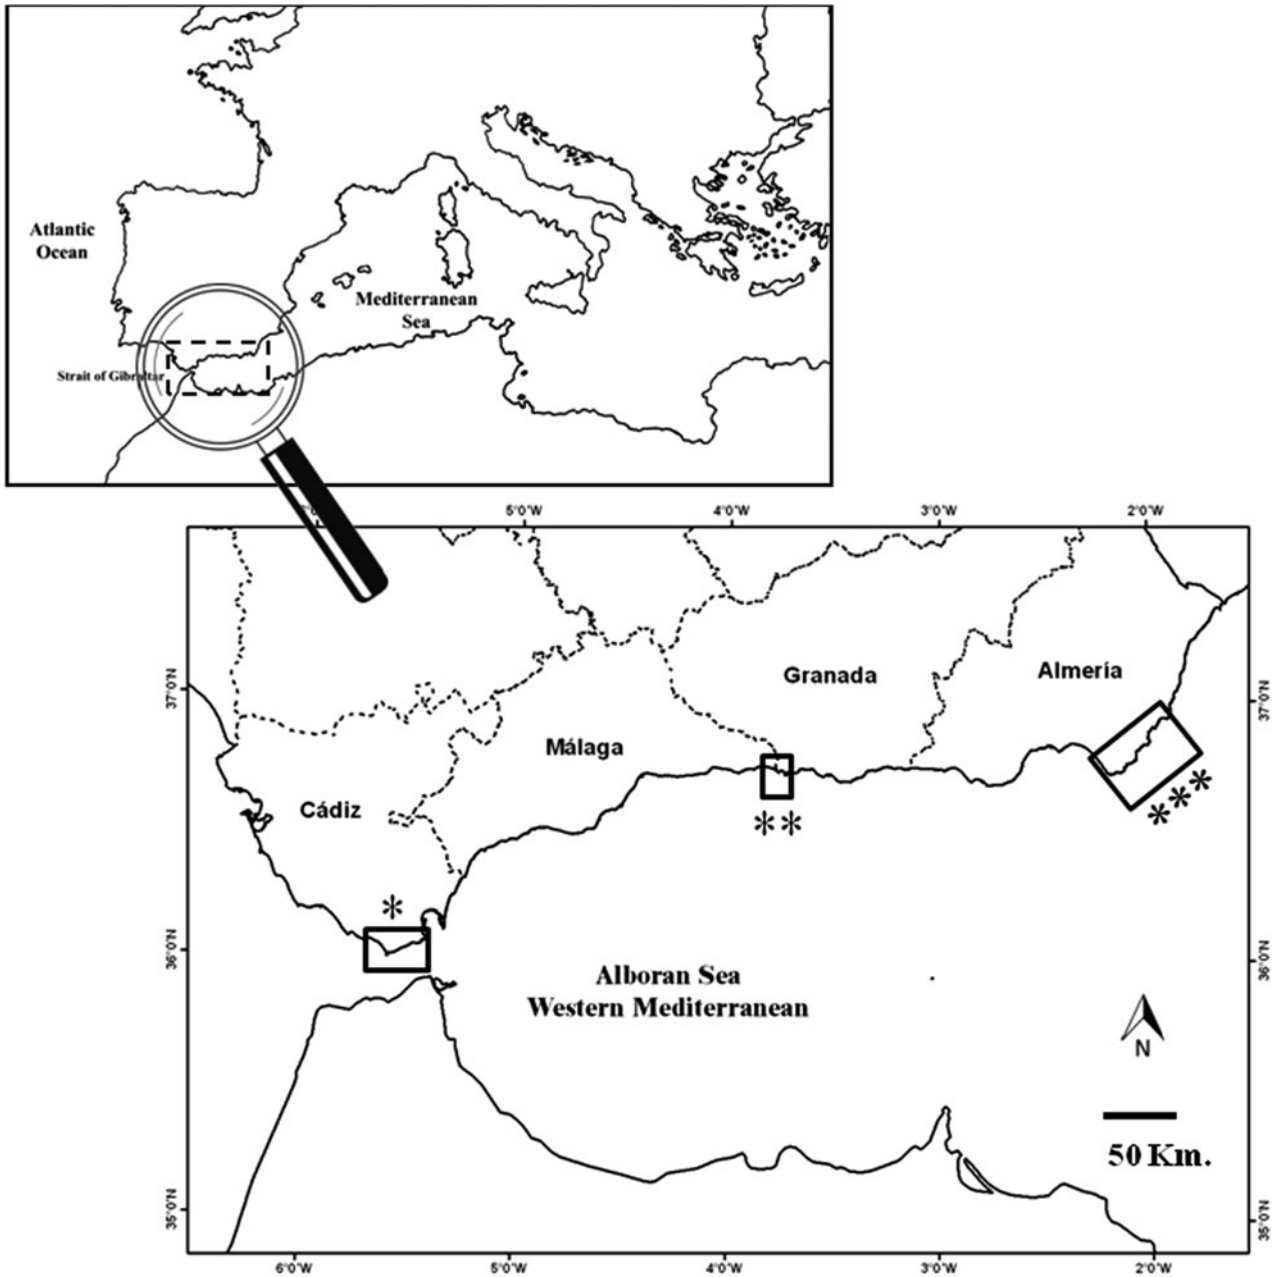 Atlantic
Ocean
Mediterranean
Sea
Strait of Gibraltar
5°0'W
4°0'W
3°0'W
2°0'W
37°0'N
37°0'N
Granada
Almería
Málaga
Cádiz
**
***
*
36°0'N
36°0'N
Alboran Sea
Western Mediterranean
N
50 Km.
35°0'N
35°0'N
6°0'W
5°0'W
4°0'W
3°0'W
2°0'W